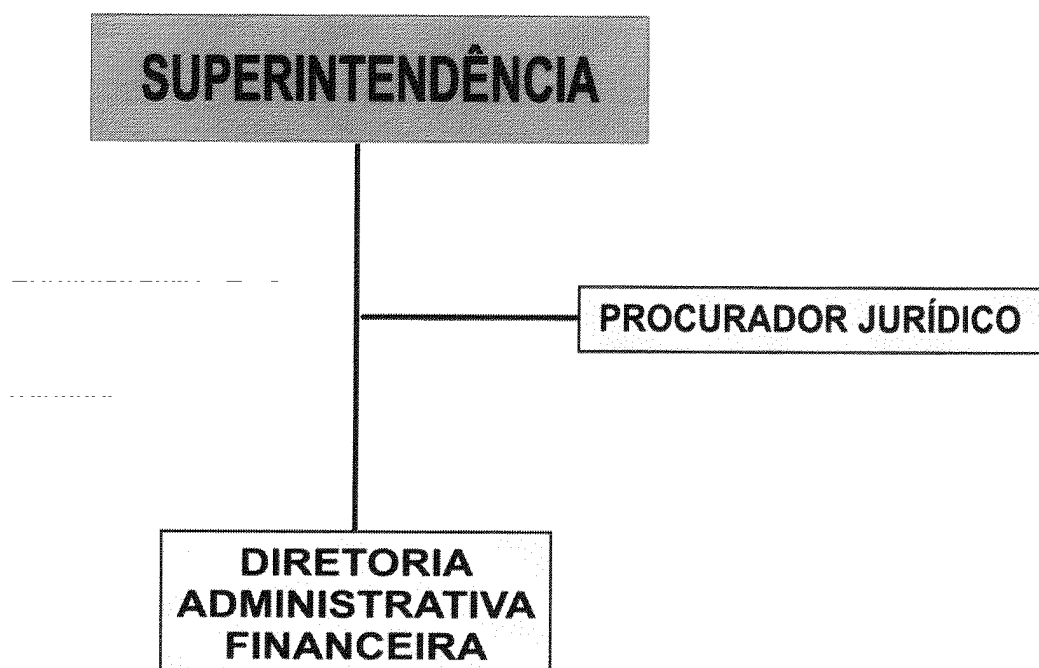 SUPERINTENDÊNCIA
PROCURADOR JURÍDICO
DIRETORIA
ADMINISTRATIVA
FINANCEIRA